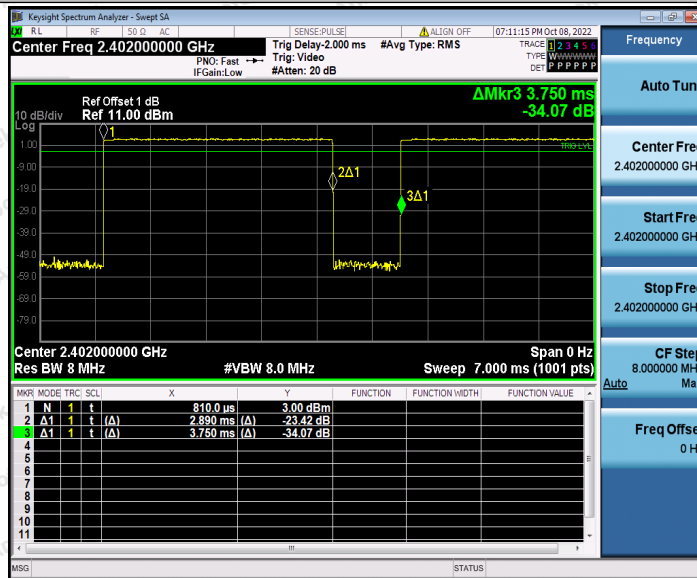 Keysight Spectrum Analyzer - Swept SA
RL RF 50 Ω AC SENSE:PULSE ALIGN OFF 07:11:15 PM Oct 08, 2022
Center Freq 2.402000000 GHz
PNO: Fast
IFGain:Low
Trig Delay-2.000 ms
Trig: Video
#Atten: 20 dB
#Avg Type: RMS
TRACE 1 2 3 4 5 6
TYPE W
DET P P P P P P
ΔMkr3 3.750 ms
-34.07 dB
Ref Offset 1 dB
10 dB/div Ref 11.00 dBm
Log
1.00
-9.00
-19.0
-29.0
-39.0
-49.0
-59.0
-69.0
-79.0
1
2Δ1
3Δ1
TRIG LVL
Center 2.402000000 GHz Span 0 Hz
Res BW 8 MHz #VBW 8.0 MHz Sweep 7.000 ms (1001 pts)
MKR MODE TRC SCL X Y FUNCTION FUNCTION WIDTH FUNCTION VALUE
1 N 1 t 810.0 µs 3.00 dBm
2 Δ1 1 t (Δ) 2.890 ms (Δ) -23.42 dB
3 Δ1 1 t (Δ) 3.750 ms (Δ) -34.07 dB
4
5
6
7
8
9
10
11
MSG STATUS
Frequency
Auto Tun
Center Fre
2.402000000 GH
Start Fre
2.402000000 GH
Stop Fre
2.402000000 GH
CF Step
8.000000 MH
Auto Ma
Freq Offse
0 H